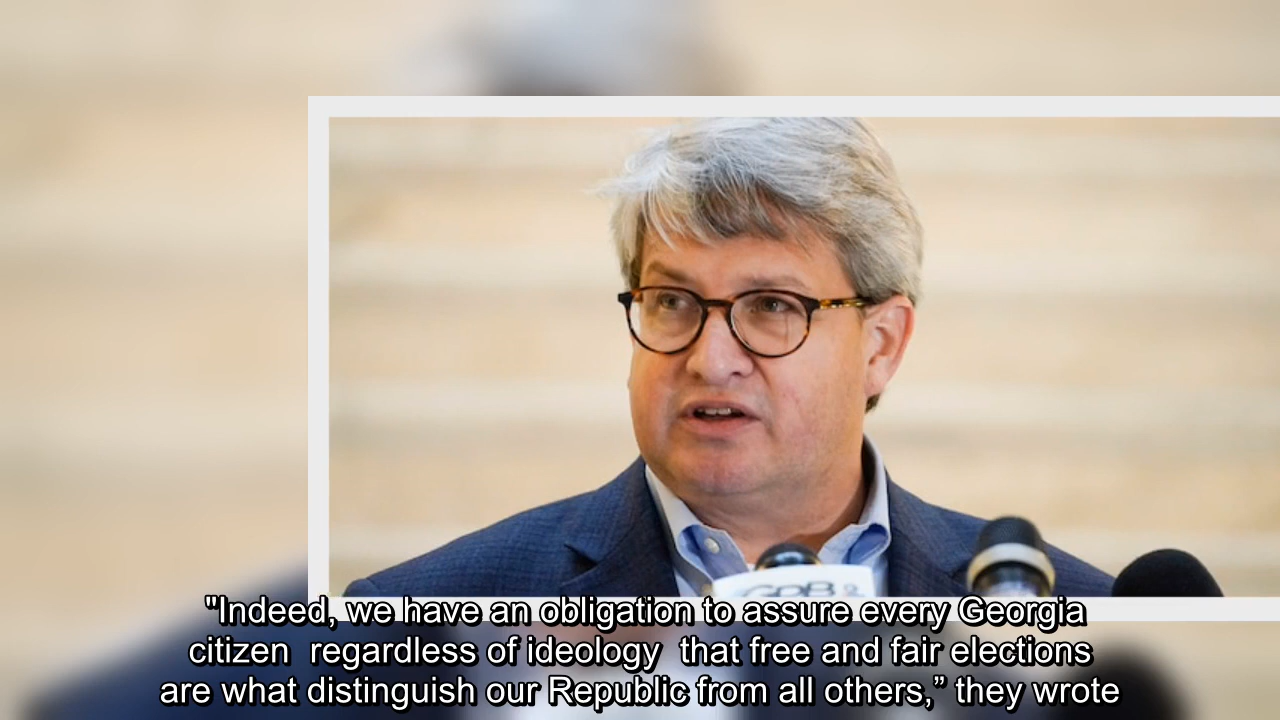 GPB
"Indeed, we have an obligation to assure every Georgia
citizen  regardless of ideology  that free and fair elections
are what distinguish our Republic from all others,” they wrote